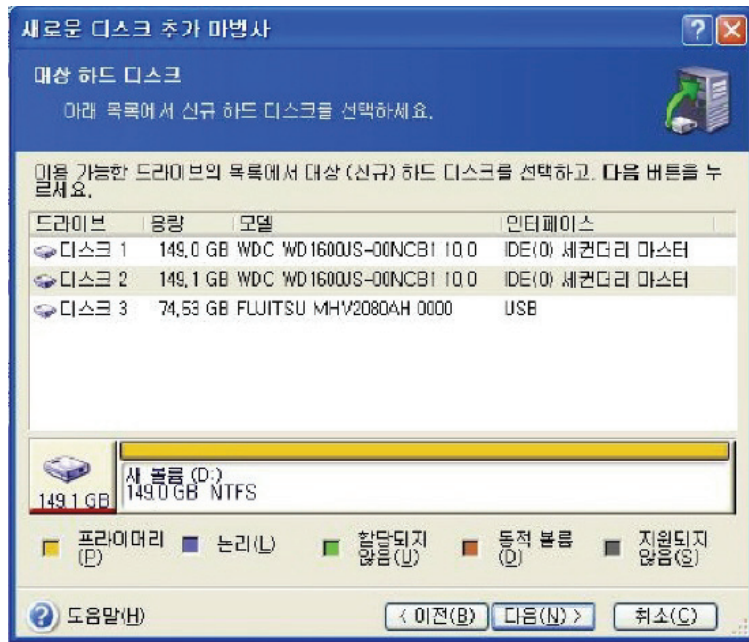 새로운 디스크 추가 마법사
대상 하드 디스크
아래 목록에서 신규 하드 디스크를 선택하세요.
이용 가능한 드라이브의 목록에서 대상 (신규) 하드 디스크를 선택하고, 다음 버튼을 누
르세요.
드라이브 용량 모델 인터페이스
디스크 1 149,0 GB WDC WD1600JS-00NCB1 10,0 IDE(0) 세컨더리 마스터
디스크 2 149,1 GB WDC WD1600JS-00NCB1 10,0 IDE(0) 세컨더리 마스터
디스크 3 74,53 GB FUJITSU MHV2080AH 0000 USB
149,1 GB
새 볼륨 (D:)
149,0 GB NTFS
프라이머리
(P)
논리(L)
할당되지
않음(U)
동적 볼륨
(D)
지원되지
않음(S)
도움말(H)
< 이전(B)
다음(N) >
취소(C)